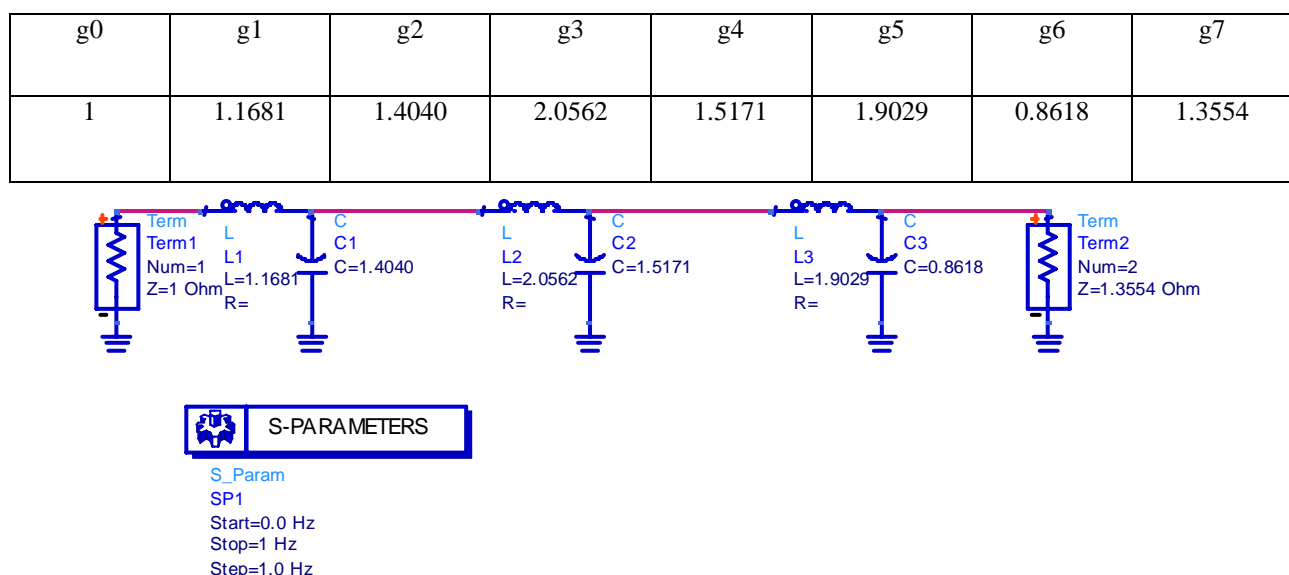 g0 g1 g2 g3 g4 g5 g6 g7
1 1.1681 1.4040 2.0562 1.5171 1.9029 0.8618 1.3554
Term
Term1
Num=1
Z=1 Ohm
L
L1
L=1.1681
R=
C
C1
C=1.4040
L
L2
L=2.0562
R=
C
C2
C=1.5171
L
L3
L=1.9029
R=
C
C3
C=0.8618
Term
Term2
Num=2
Z=1.3554 Ohm
S-PARAMETERS
S_Param
SP1
Start=0.0 Hz
Stop=1 Hz
Step=1.0 Hz